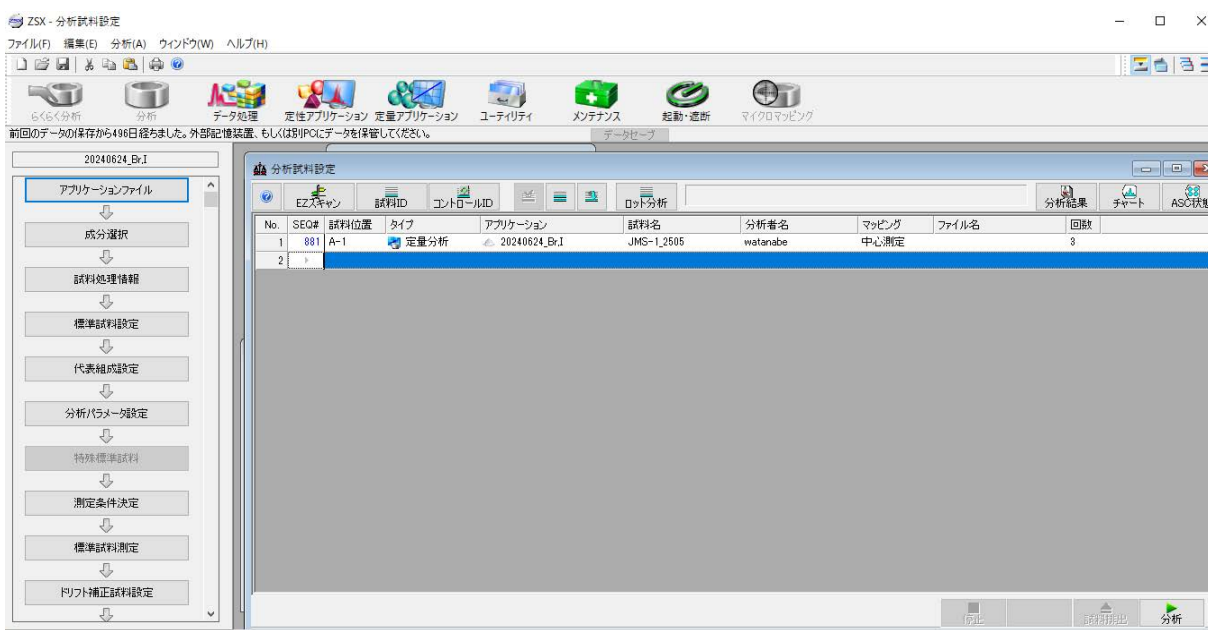 ZSX - 分析試料設定
ファイル(F) 編集(E) 分析(A) ウィンドウ(W) ヘルプ(H)
らくらく分析 分析 データ処理 定性アプリケーション 定量アプリケーション ユーティリティ メンテナンス 起動・遮断 マイクロマッピング
前回のデータの保存から496日経ちました。外部記憶装置、もしくは別PCにデータを保管してください。 データセーブ
20240624_Br,I
アプリケーションファイル
成分選択
試料処理情報
標準試料設定
代表組成設定
分析パラメータ設定
特殊標準試料
測定条件決定
標準試料測定
ドリフト補正試料設定
分析試料設定
EZスキャン 試料ID コントロールID ロット分析 分析結果 チャート ASC状態
No. SEQ# 試料位置 タイプ アプリケーション 試料名 分析者名 マッピング ファイル名 回数
1 881 A-1 定量分析 20240624_Br,I JMS-1_2505 watanabe 中心測定 3
2
停止 試料排出 分析